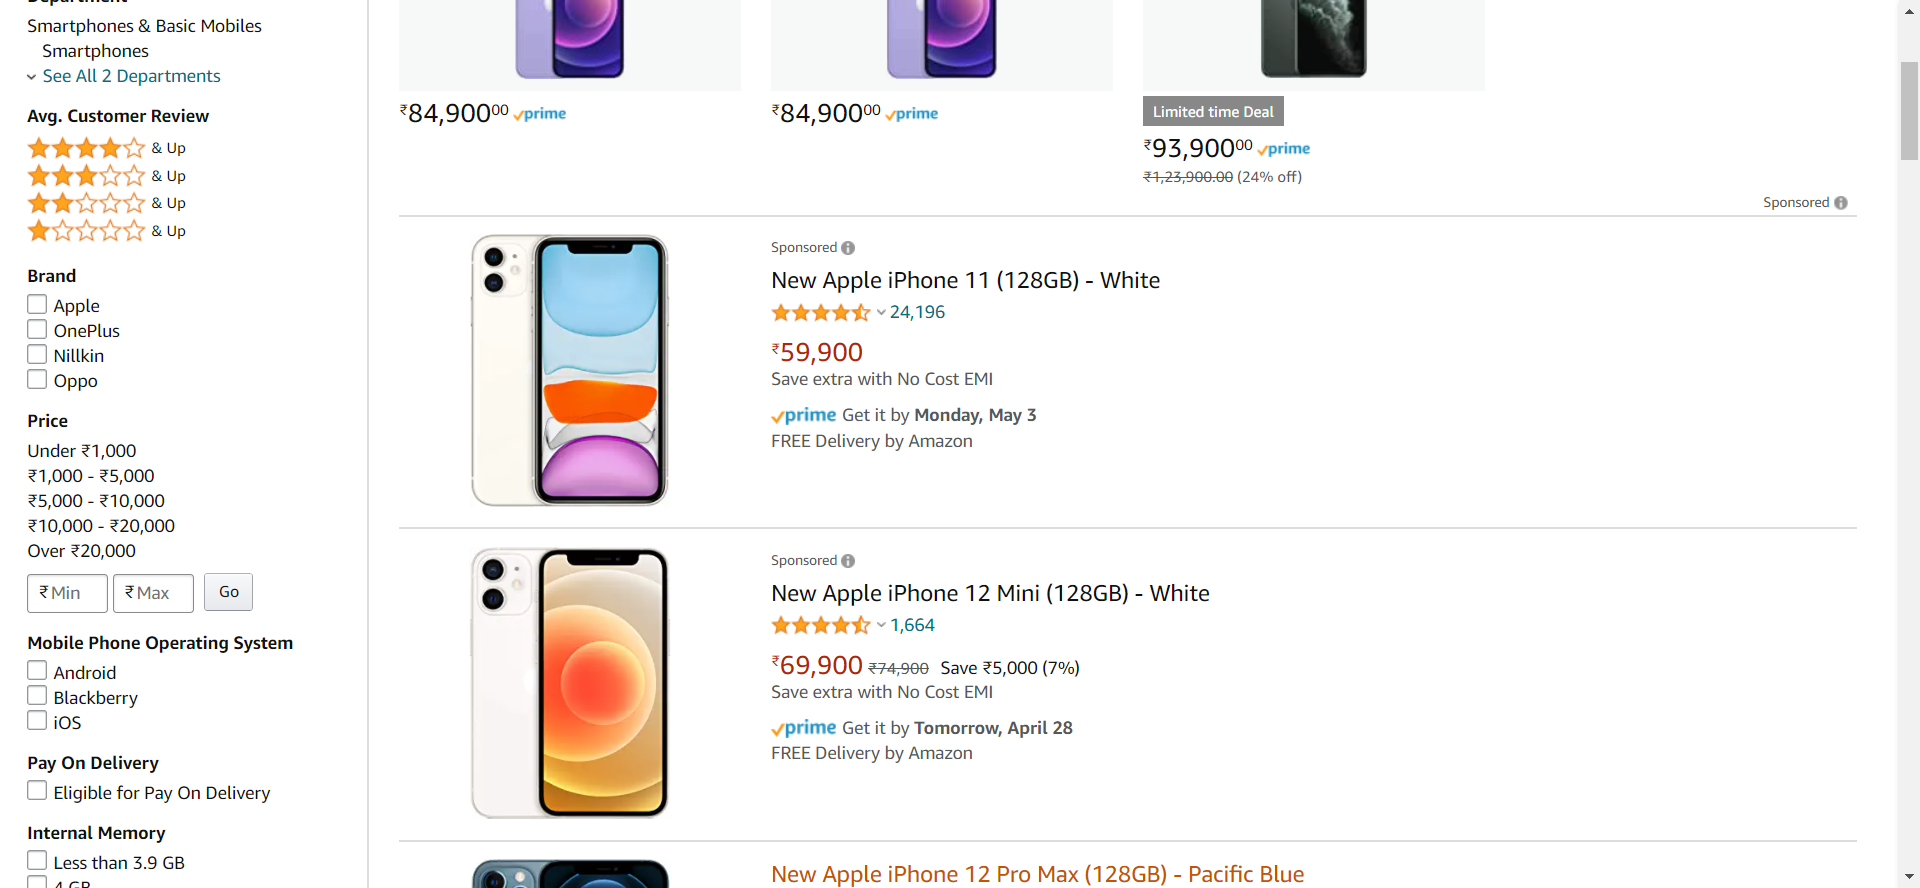 Department
Smartphones & Basic Mobiles
Smartphones
See All 2 Departments
Avg. Customer Review
& Up
& Up
& Up
& Up
Brand
Apple
OnePlus
Nillkin
Oppo
Price
Under ₹1,000
₹1,000 - ₹5,000
₹5,000 - ₹10,000
₹10,000 - ₹20,000
Over ₹20,000
₹ Min ₹ Max Go
Mobile Phone Operating System
Android
Blackberry
iOS
Pay On Delivery
Eligible for Pay On Delivery
Internal Memory
Less than 3.9 GB
4 GB
₹84,90000 prime
₹84,90000 prime
Limited time Deal
₹93,90000 prime
₹1,23,900.00 (24% off)
Sponsored
Sponsored
New Apple iPhone 11 (128GB) - White
24,196
₹59,900
Save extra with No Cost EMI
prime Get it by Monday, May 3
FREE Delivery by Amazon
Sponsored
New Apple iPhone 12 Mini (128GB) - White
1,664
₹69,900 ₹74,900 Save ₹5,000 (7%)
Save extra with No Cost EMI
prime Get it by Tomorrow, April 28
FREE Delivery by Amazon
New Apple iPhone 12 Pro Max (128GB) - Pacific Blue